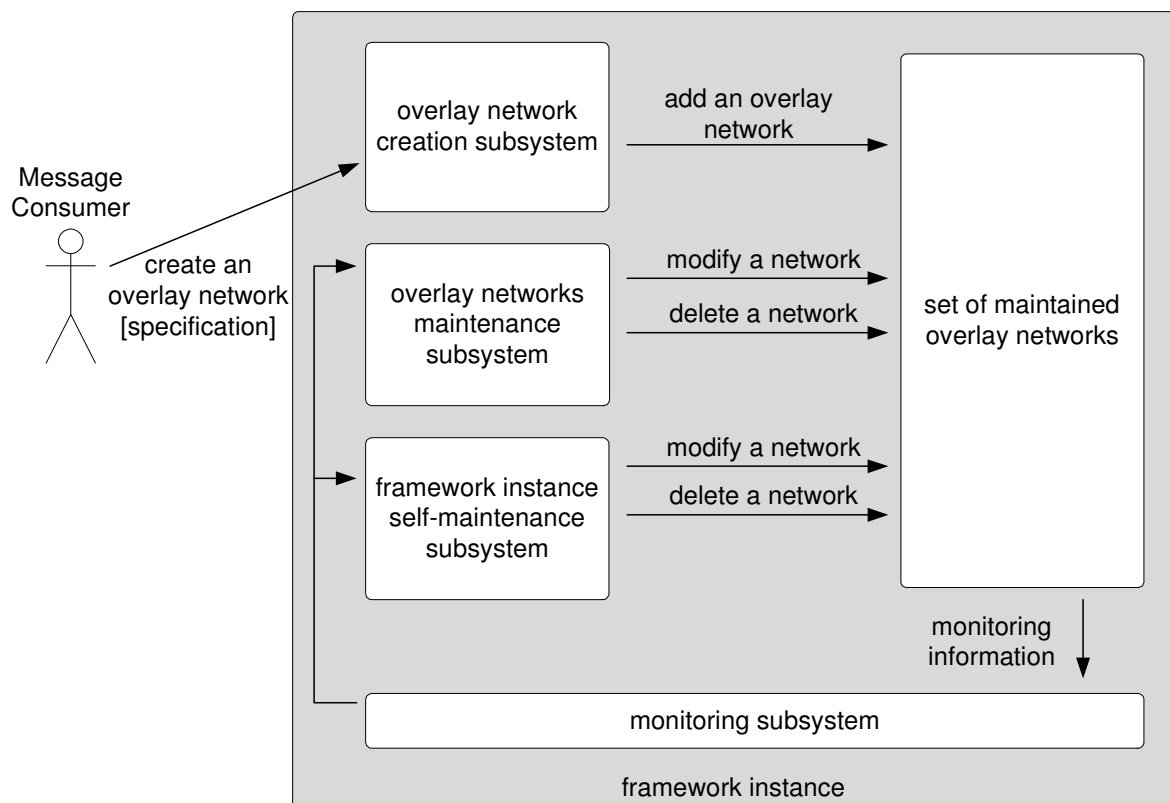 Message
Consumer
create an
overlay network
[specification]
overlay network
creation subsystem
add an overlay
network
overlay networks
maintenance
subsystem
modify a network
delete a network
framework instance
self-maintenance
subsystem
modify a network
delete a network
set of maintained
overlay networks
monitoring
information
monitoring subsystem
framework instance